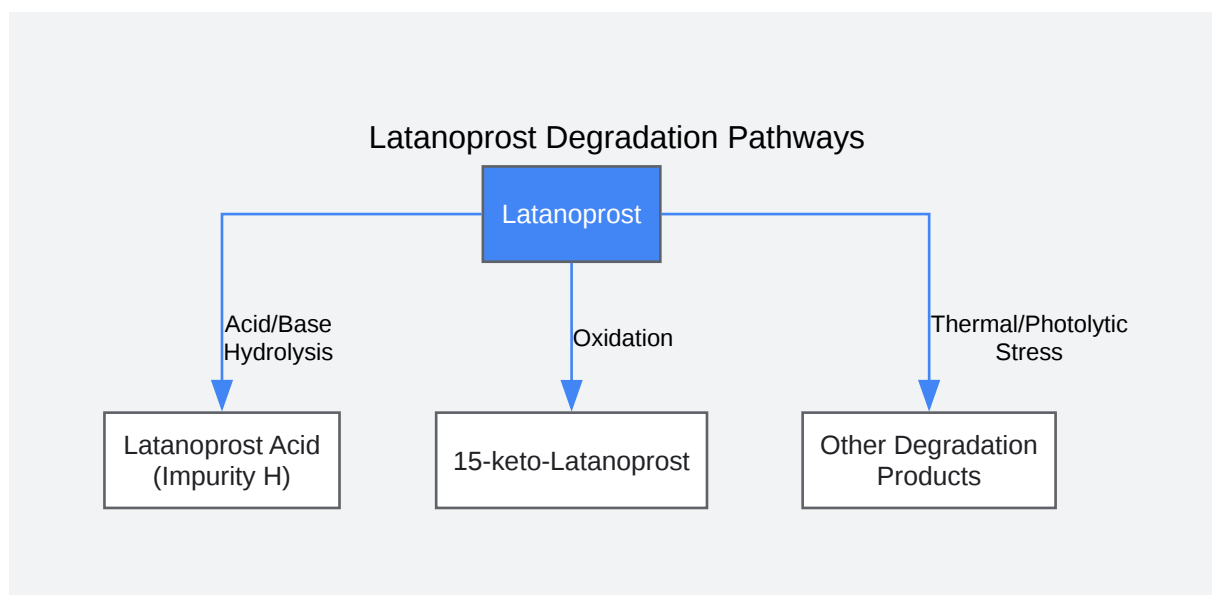 Latanoprost Degradation Pathways
Latanoprost
Acid/Base
Hydrolysis
Oxidation
Thermal/Photolytic
Stress
Latanoprost Acid
(Impurity H)
15-keto-Latanoprost
Other Degradation
Products